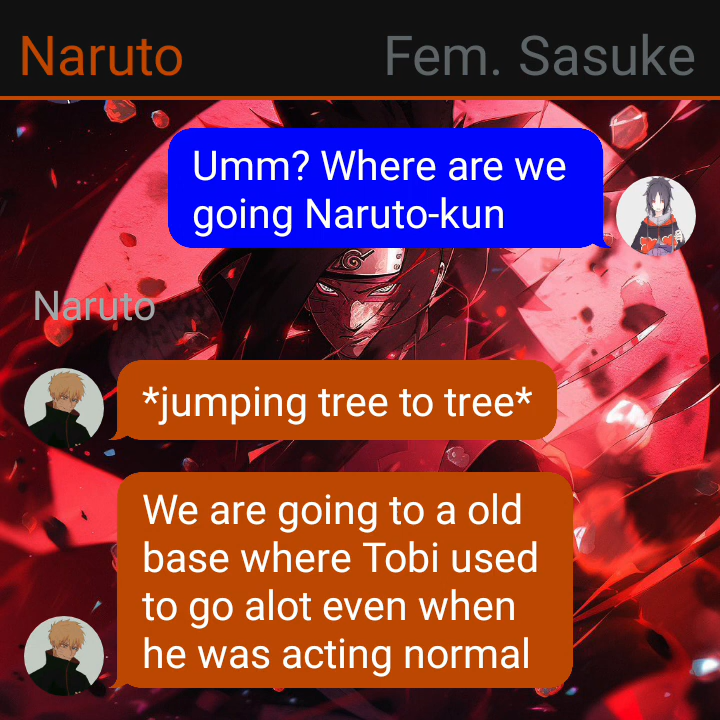 Naruto
Fem. Sasuke
Umm? Where are we
going Naruto-kun
Naruto
*jumping tree to tree*
We are going to a old
base where Tobi used
to go alot even when
he was acting normal